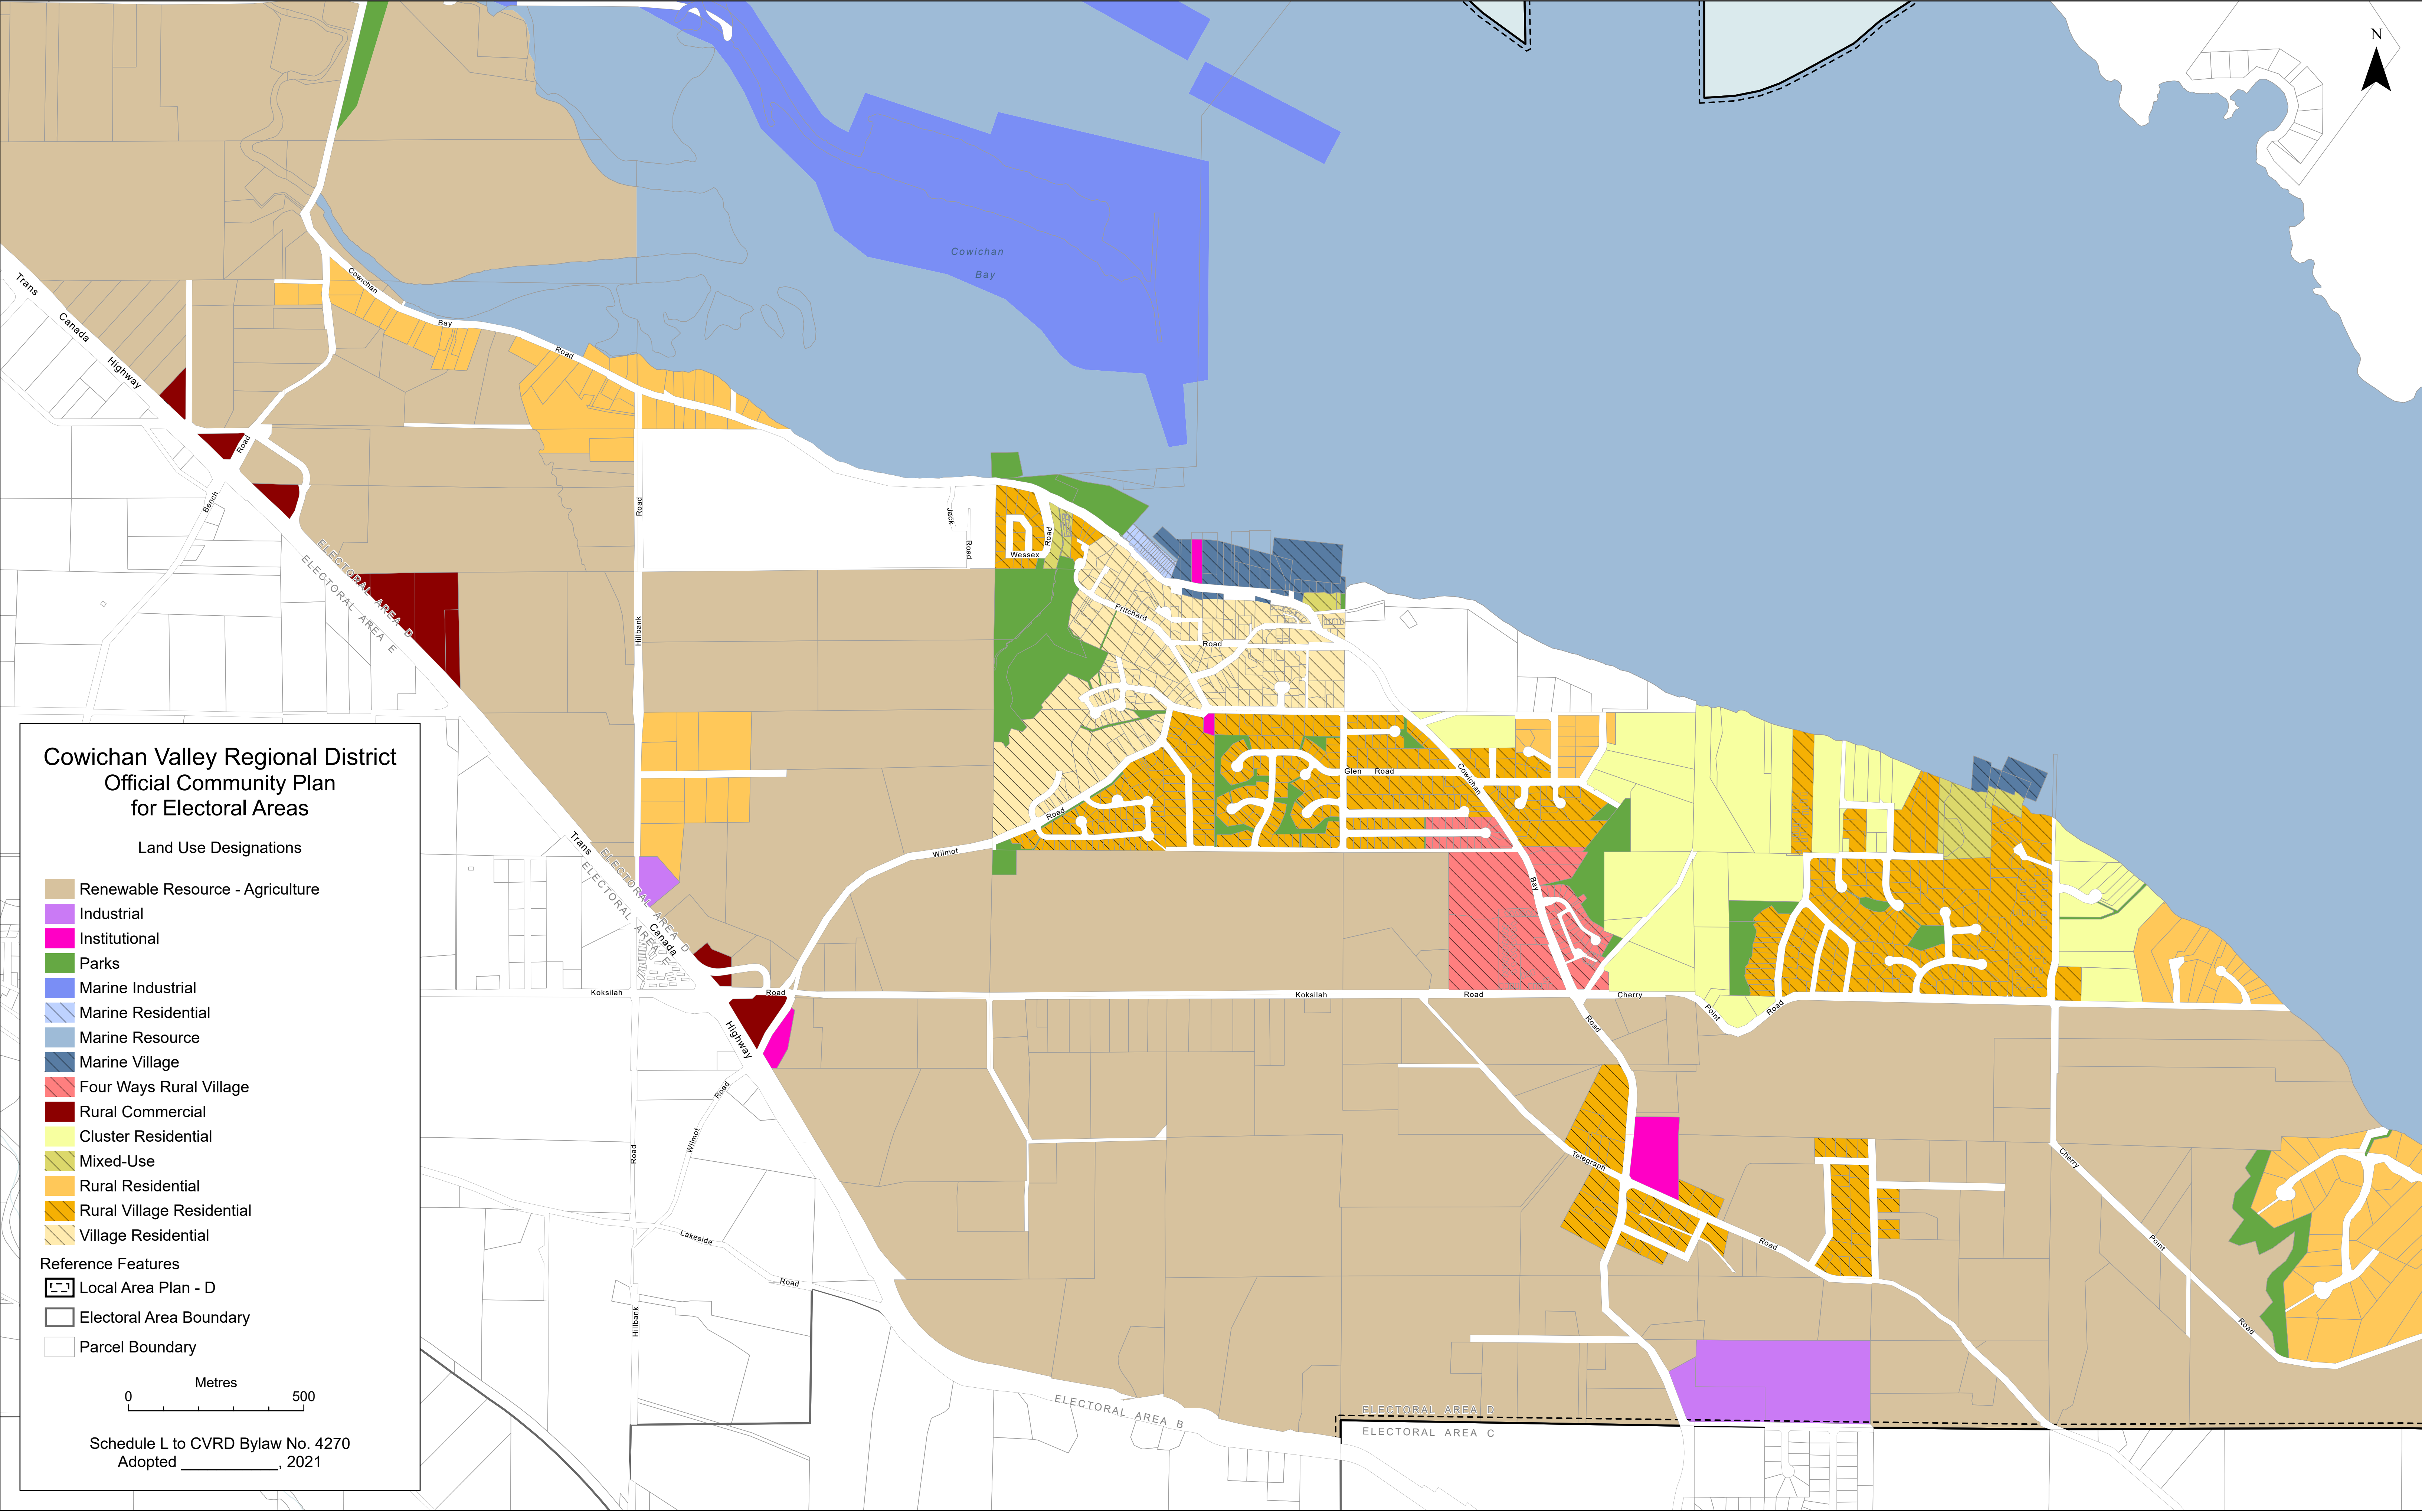 N
Cowichan
Bay
Trans
Canada
Highway
Cowichan
Bay
Road
Road
Bench
Road
Jack
Road
Wessex
Road
ELECTORAL AREA D
ELECTORAL AREA E
Hillbank
Pritchard
Road
Glen Road
Cowichan
Road
Wilmot
Bay
Trans
ELECTORAL AREA D
ELECTORAL AREA E
Canada
Highway
Koksilah
Road
Koksilah
Road
Cherry
Point
Road
Road
Wilmot
Road
Road
Lakeside
Road
Hillbank
Telegraph
Road
Cherry
Point
Road
ELECTORAL AREA B
ELECTORAL AREA D
ELECTORAL AREA C
Cowichan Valley Regional District
Official Community Plan
for Electoral Areas
Land Use Designations
Renewable Resource - Agriculture
Industrial
Institutional
Parks
Marine Industrial
Marine Residential
Marine Resource
Marine Village
Four Ways Rural Village
Rural Commercial
Cluster Residential
Mixed-Use
Rural Residential
Rural Village Residential
Village Residential
Reference Features
Local Area Plan - D
Electoral Area Boundary
Parcel Boundary
Metres
0 500
Schedule L to CVRD Bylaw No. 4270
Adopted ____________, 2021